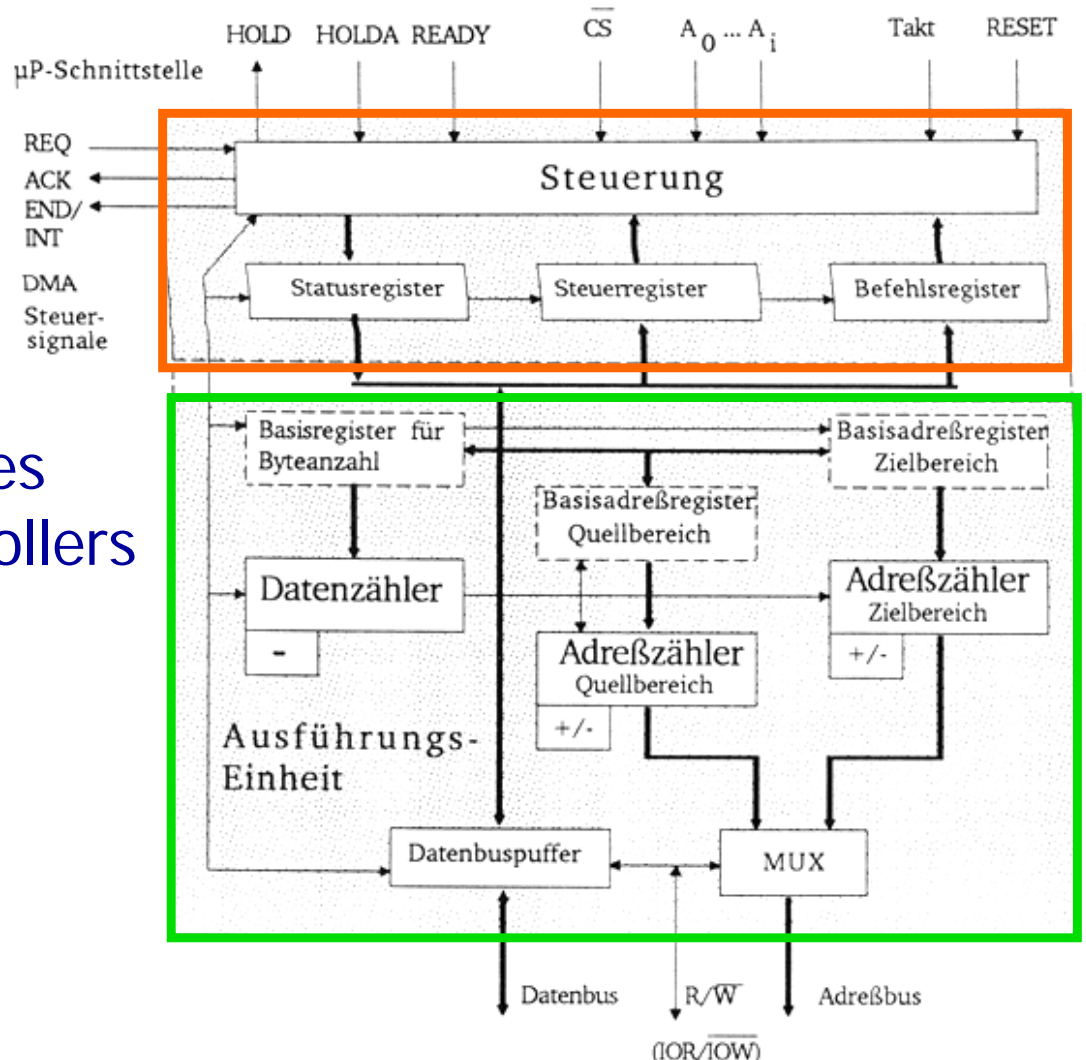 HOLD HOLDA READY C̅S̅ A0 ... Ai Takt RESET
µP-Schnittstelle
REQ
ACK
END/
INT
DMA
Steuer-
signale
Steuerung
Statusregister Steuerregister Befehlsregister
es
ollers
Basisregister für
Byteanzahl
Basisadreßregister
Zielbereich
Basisadreßregister
Quellbereich
Datenzähler
-
Adreßzähler
Zielbereich
+/-
Adreßzähler
Quellbereich
+/-
Ausführungs-
Einheit
Datenbuspuffer MUX
Datenbus R/W̅ Adreßbus
(IOR/I̅O̅W̅)